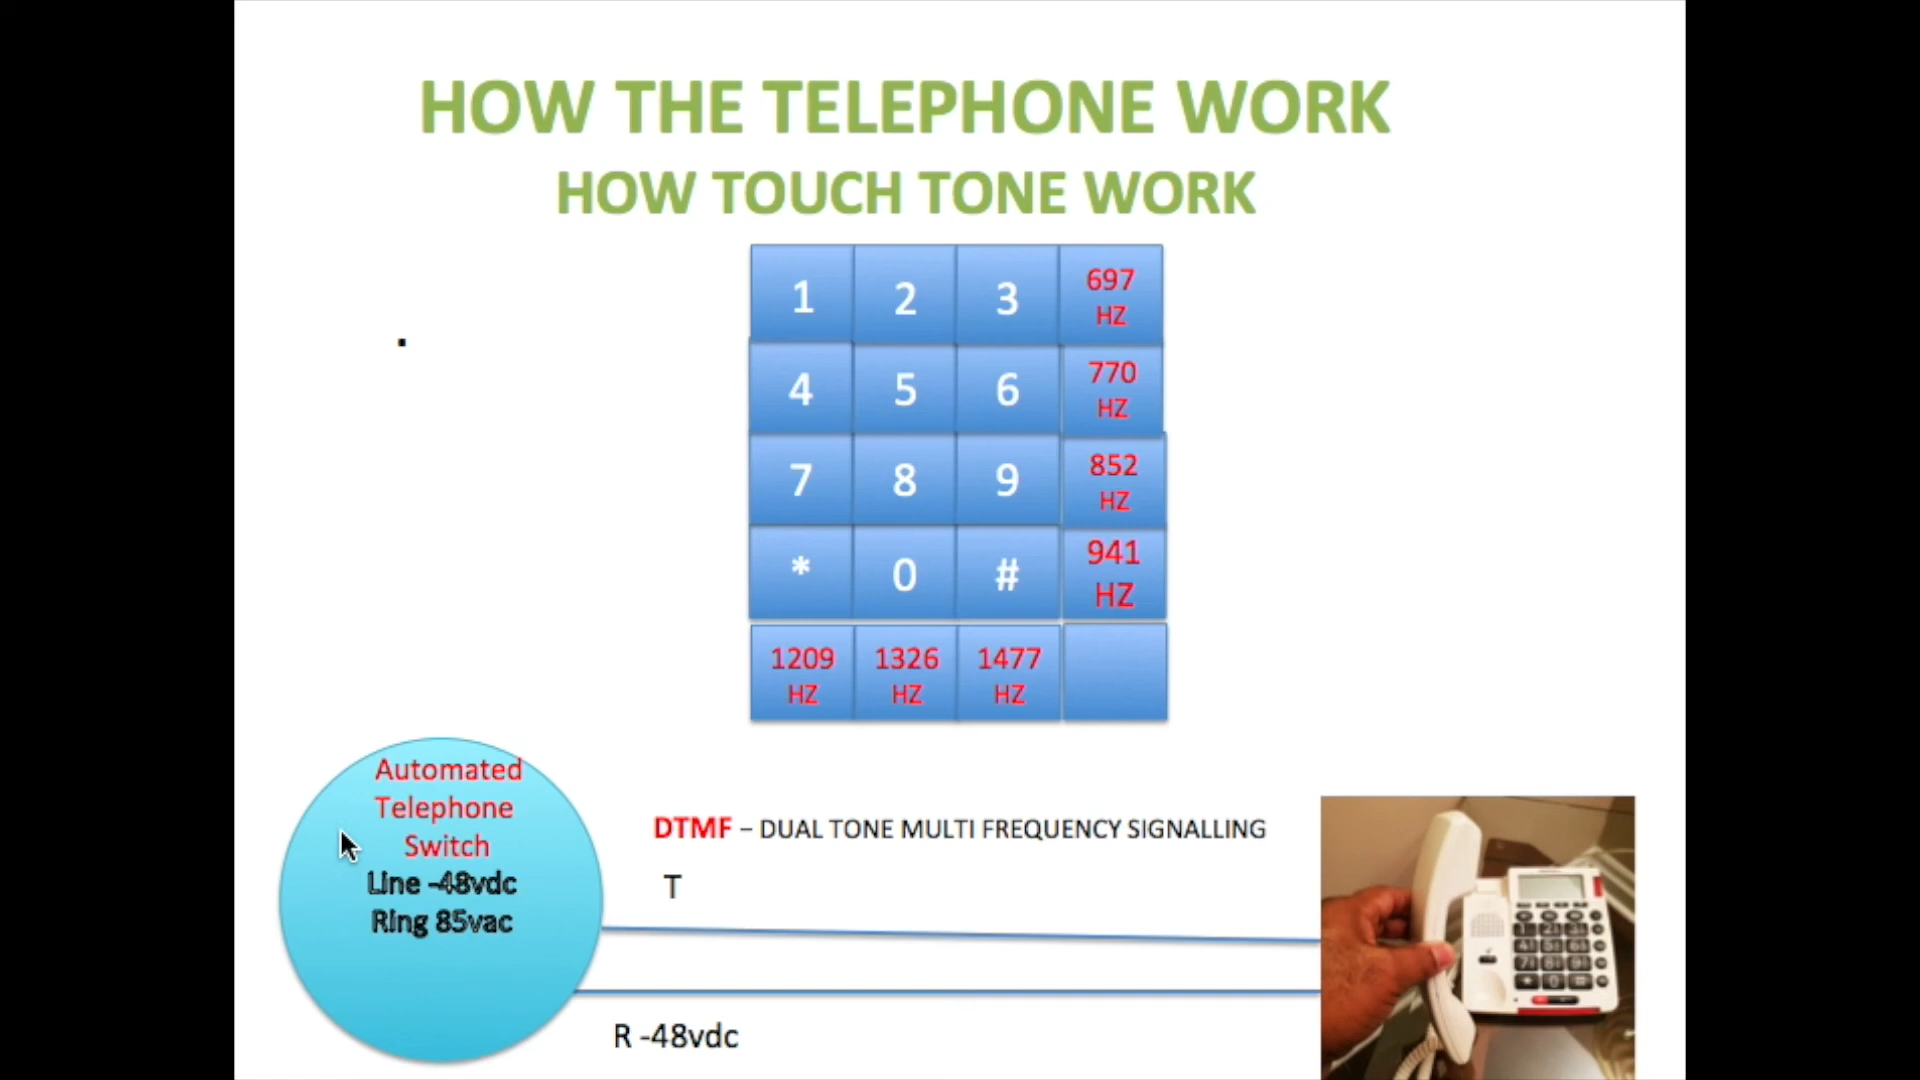 HOW THE TELEPHONE WORK
HOW TOUCH TONE WORK
1 2 3 697 HZ
4 5 6 770 HZ
7 8 9 852 HZ
* 0 # 941 HZ
1209 HZ 1326 HZ 1477 HZ
Automated
Telephone
Switch
Line -48vdc
Ring 85vac
DTMF – DUAL TONE MULTI FREQUENCY SIGNALLING
T
R -48vdc